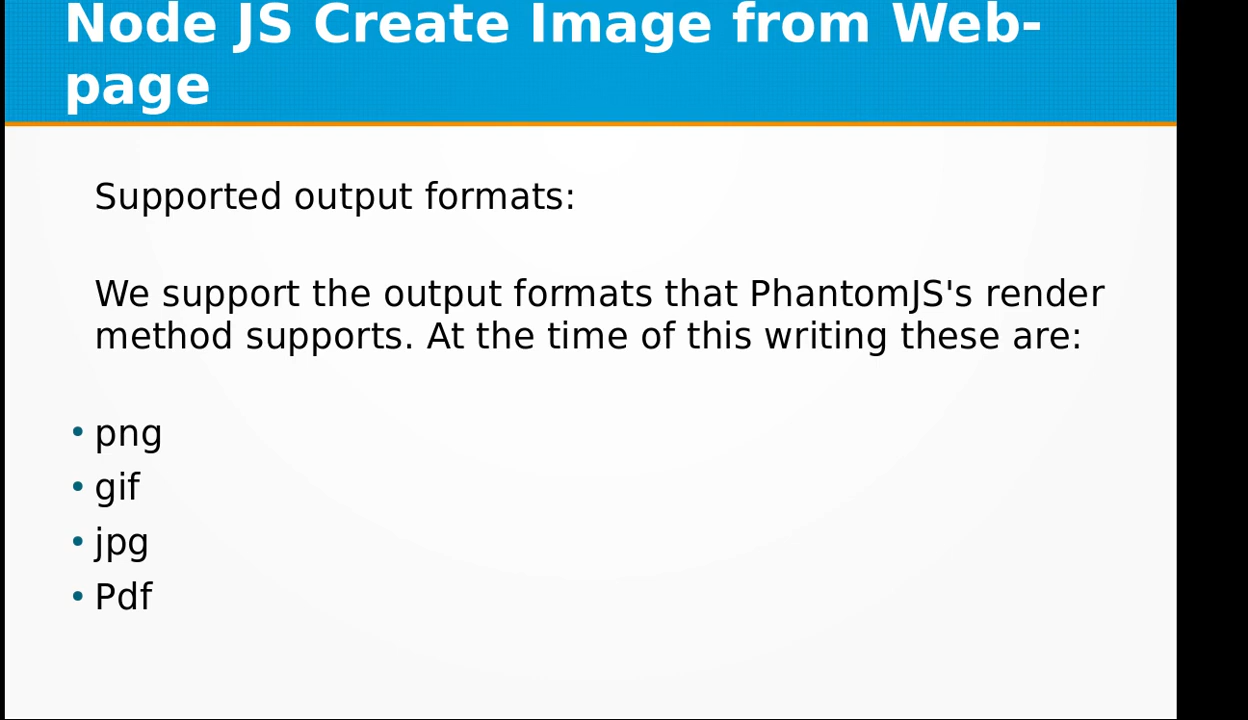 Node JS Create Image from Web-
page
Supported output formats:
We support the output formats that PhantomJS's render
method supports. At the time of this writing these are:
• png
• gif
• jpg
• Pdf